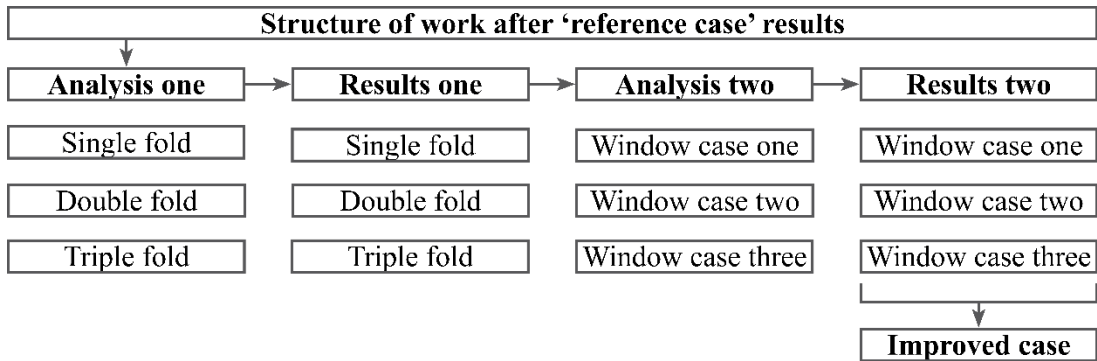 Structure of work after ‘reference case’ results
Analysis one
Results one
Analysis two
Results two
Single fold
Single fold
Window case one
Window case one
Double fold
Double fold
Window case two
Window case two
Triple fold
Triple fold
Window case three
Window case three
Improved case